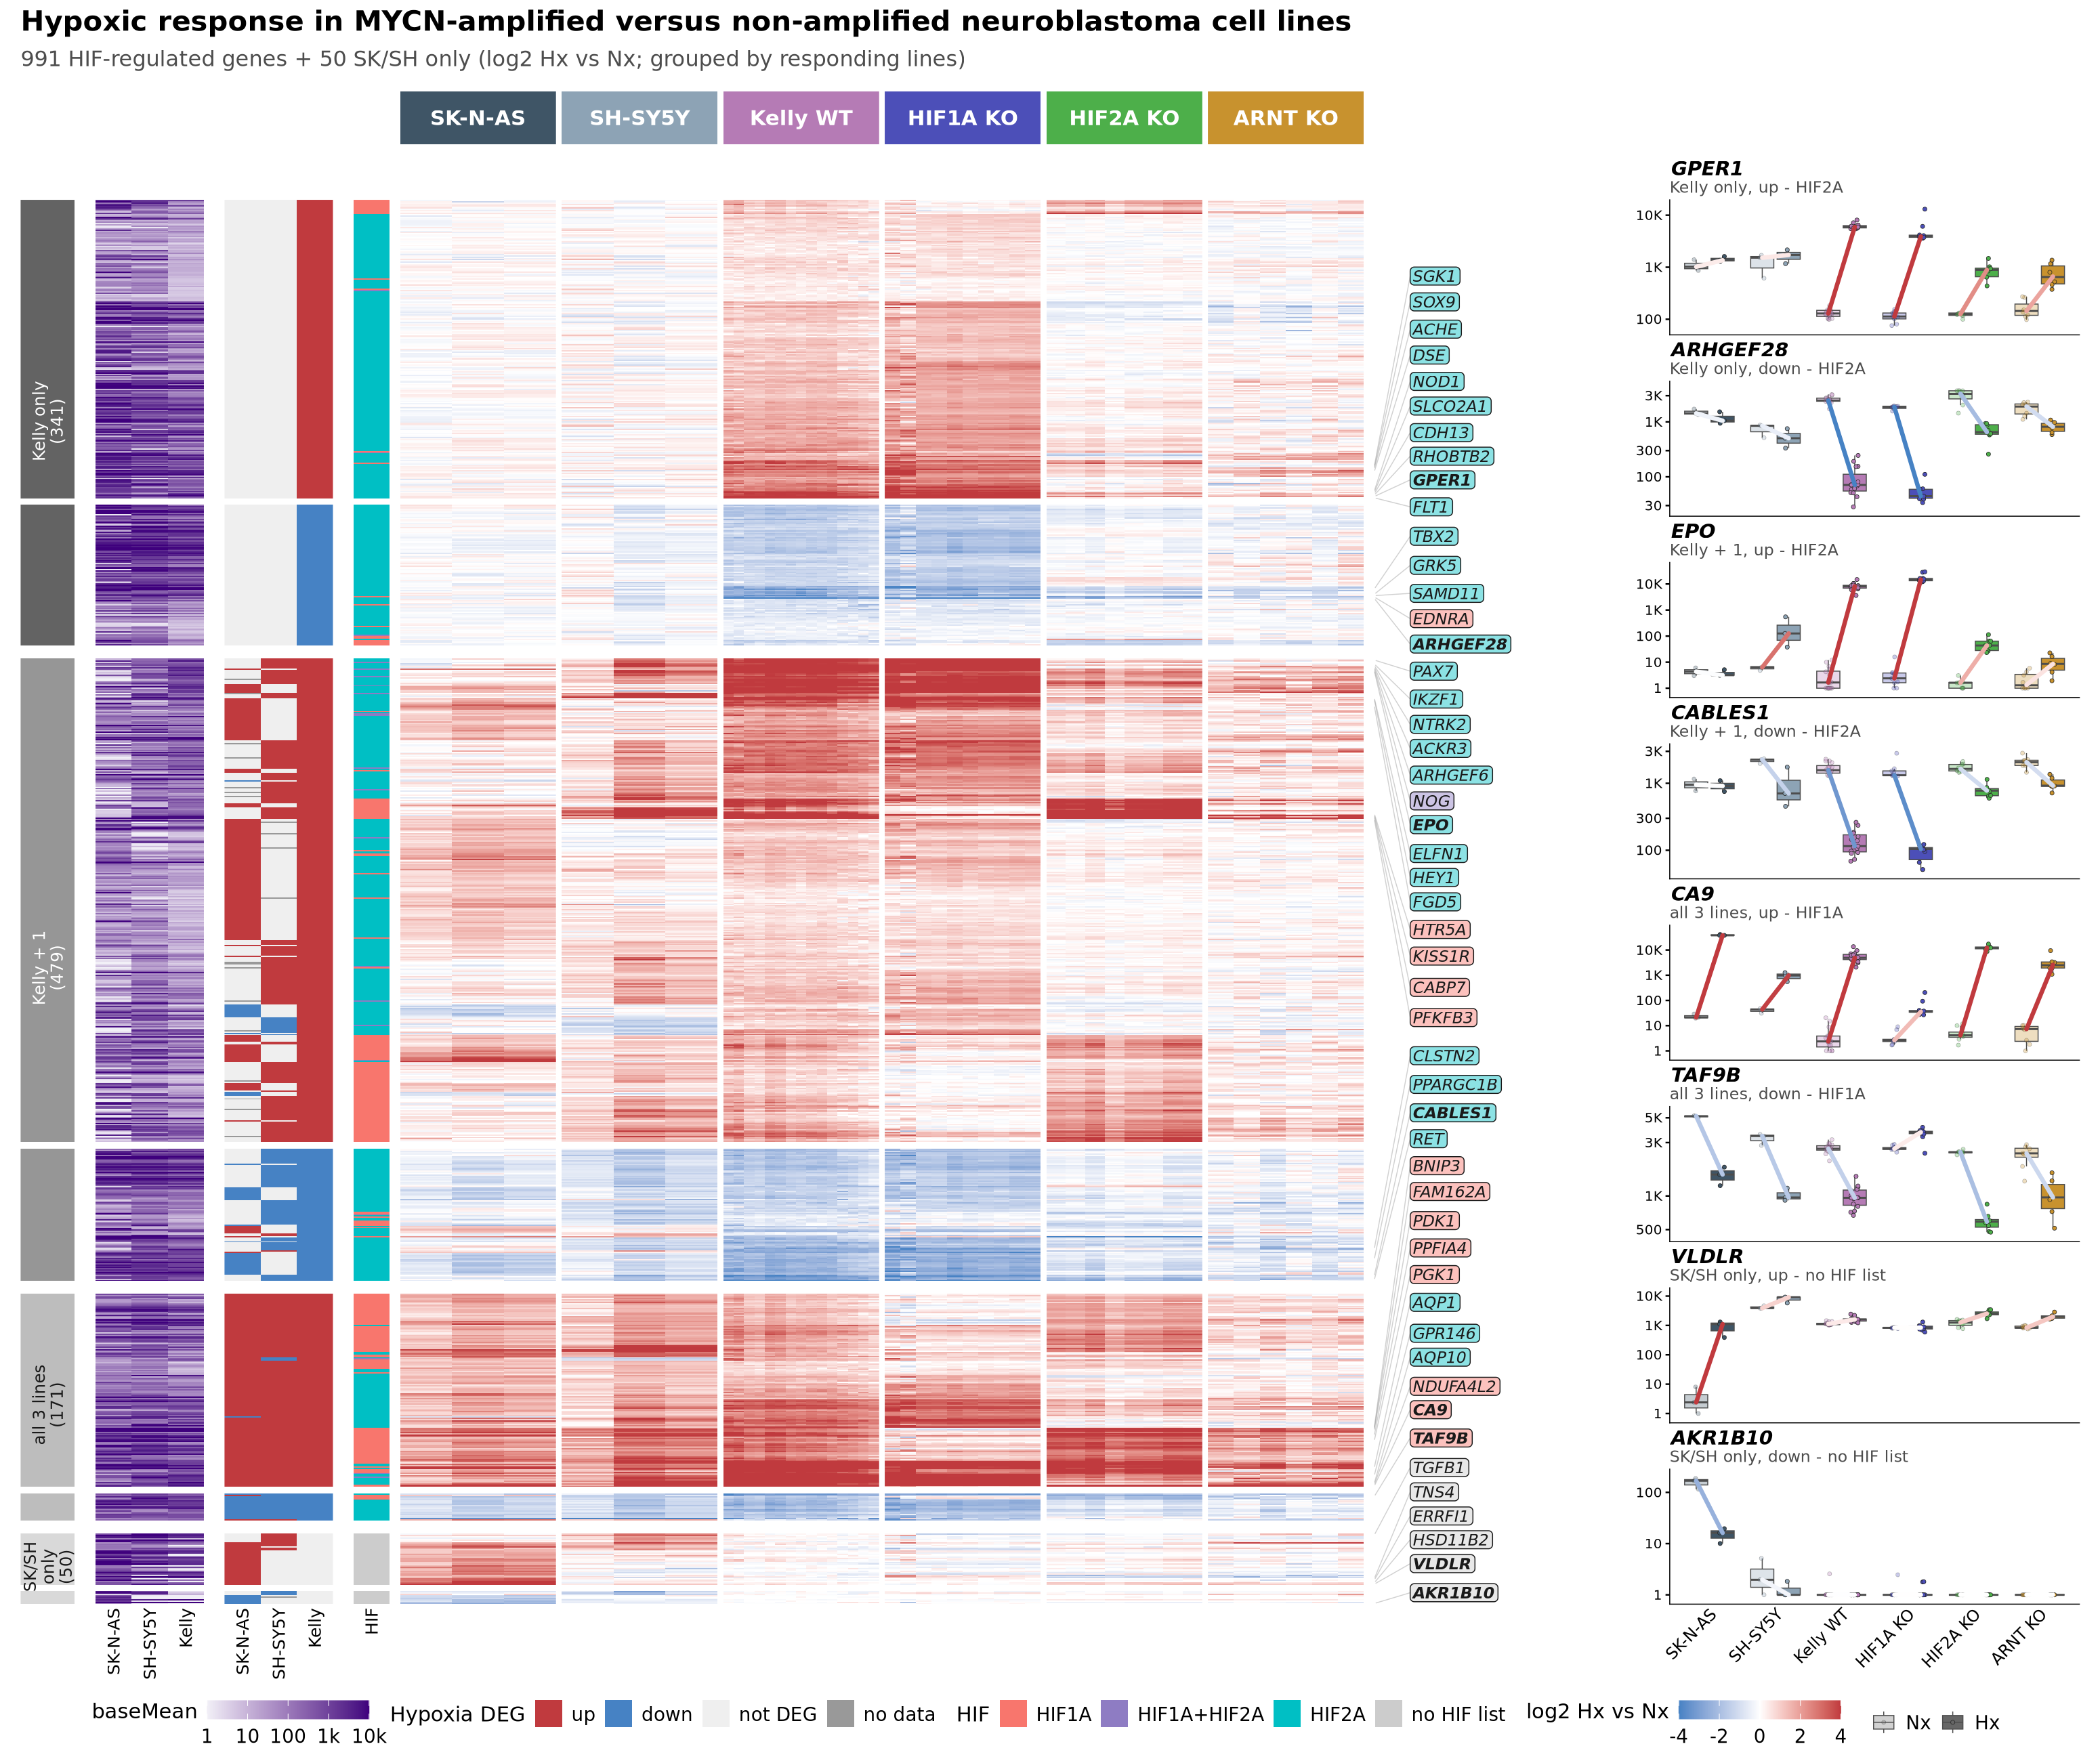 Hypoxic response in MYCN-amplified versus non-amplified neuroblastoma cell lines
991 HIF-regulated genes + 50 SK/SH only (log2 Hx vs Nx; grouped by responding lines)
SK-N-AS
SH-SY5Y
Kelly WT
HIF1A KO
HIF2A KO
ARNT KO
Kelly only
(341)
Kelly + 1
(479)
all 3 lines
(171)
SK/SH
only
(50)
SK-N-AS
SH-SY5Y
Kelly
SK-N-AS
SH-SY5Y
Kelly
HIF
SGK1
SOX9
ACHE
DSE
NOD1
SLCO2A1
CDH13
RHOBTB2
GPER1
FLT1
TBX2
GRK5
SAMD11
EDNRA
ARHGEF28
PAX7
IKZF1
NTRK2
ACKR3
ARHGEF6
NOG
EPO
ELFN1
HEY1
FGD5
HTR5A
KISS1R
CABP7
PFKFB3
CLSTN2
PPARGC1B
CABLES1
RET
BNIP3
FAM162A
PDK1
PPFIA4
PGK1
AQP1
GPR146
AQP10
NDUFA4L2
CA9
TAF9B
TGFB1
TNS4
ERRFI1
HSD11B2
VLDLR
AKR1B10
GPER1
Kelly only, up - HIF2A
10K
1K
100
ARHGEF28
Kelly only, down - HIF2A
3K
1K
300
100
30
EPO
Kelly + 1, up - HIF2A
10K
1K
100
10
1
CABLES1
Kelly + 1, down - HIF2A
3K
1K
300
100
CA9
all 3 lines, up - HIF1A
10K
1K
100
10
1
TAF9B
all 3 lines, down - HIF1A
5K
3K
1K
500
VLDLR
SK/SH only, up - no HIF list
10K
1K
100
10
1
AKR1B10
SK/SH only, down - no HIF list
100
10
1
SK-N-AS
SH-SY5Y
Kelly WT
HIF1A KO
HIF2A KO
ARNT KO
baseMean
1 10 100 1k 10k
Hypoxia DEG up down not DEG no data
HIF HIF1A HIF1A+HIF2A HIF2A no HIF list
log2 Hx vs Nx
-4 -2 0 2 4
Nx Hx